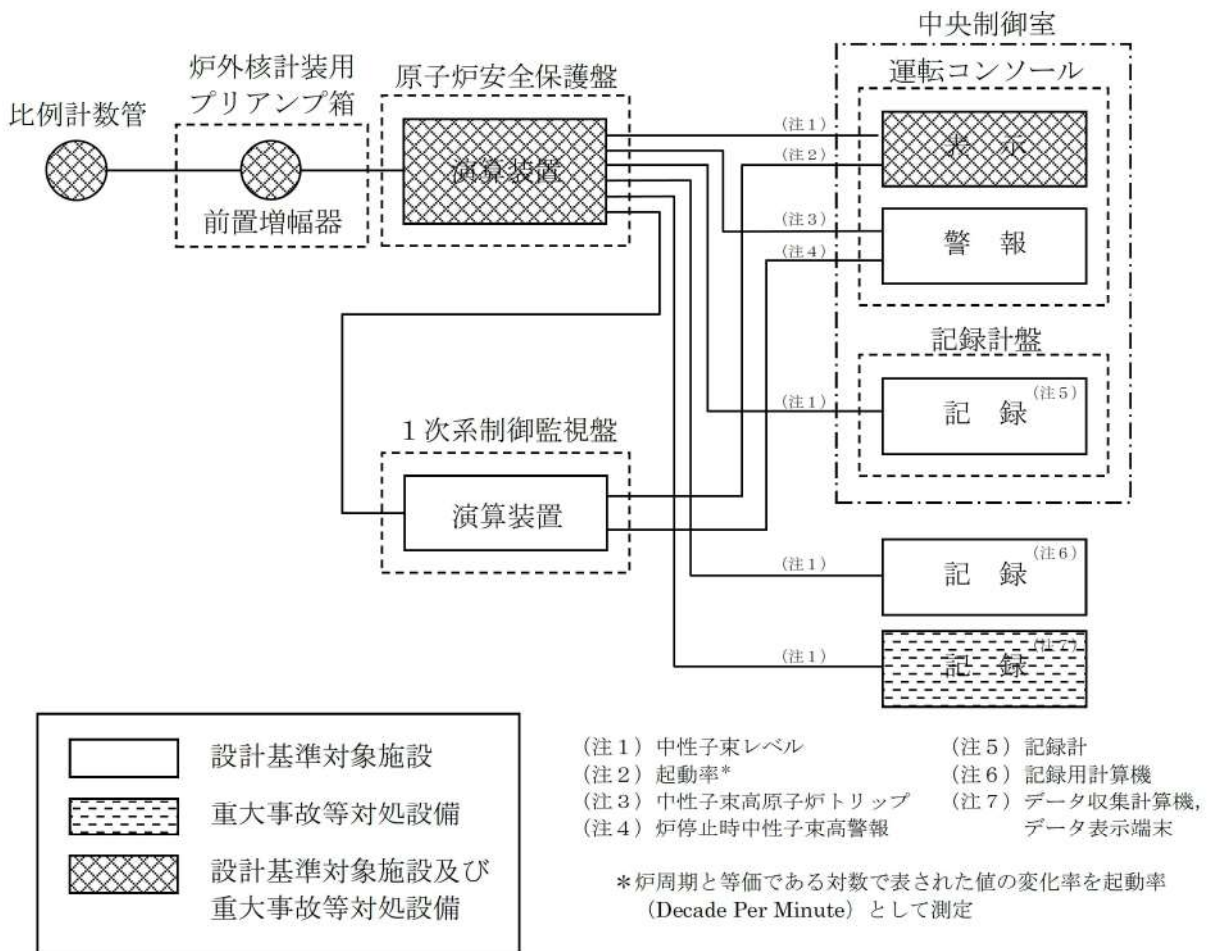 中央制御室
炉外核計装用
プリアンプ箱
原子炉安全保護盤
運転コンソール
比例計数管
(注1)
表 示
(注2)
演算装置
前置増幅器
(注3)
警 報
(注4)
記録計盤
(注5)
(注1)
記 録
1次系制御監視盤
演算装置
(注6)
(注1)
記 録
(注7)
(注1)
記 録
設計基準対象施設
重大事故等対処設備
設計基準対象施設及び
重大事故等対処設備
(注1)中性子束レベル
(注2)起動率*
(注3)中性子束高原子炉トリップ
(注4)炉停止時中性子束高警報
(注5)記録計
(注6)記録用計算機
(注7)データ収集計算機,
データ表示端末
*炉周期と等価である対数で表された値の変化率を起動率
(Decade Per Minute)として測定